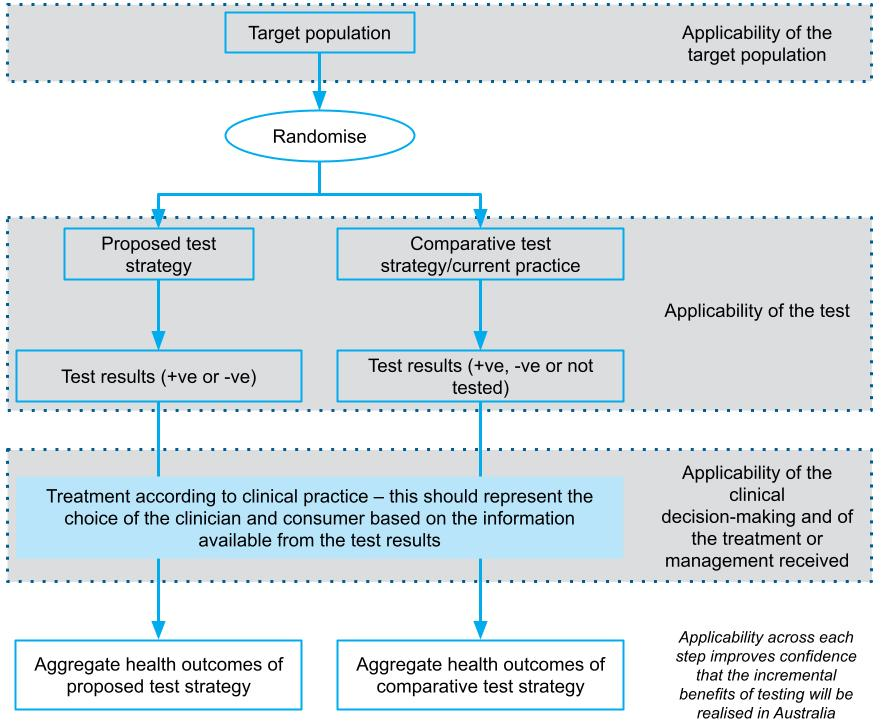 Target population
Applicability of the
target population
Randomise
Proposed test
strategy
Comparative test
strategy/current practice
Applicability of the test
Test results (+ve or -ve)
Test results (+ve, -ve or not
tested)
Treatment according to clinical practice – this should represent the
choice of the clinician and consumer based on the information
available from the test results
Applicability of the
clinical
decision-making and of
the treatment or
management received
Aggregate health outcomes of
proposed test strategy
Aggregate health outcomes of
comparative test strategy
Applicability across each
step improves confidence
that the incremental
benefits of testing will be
realised in Australia